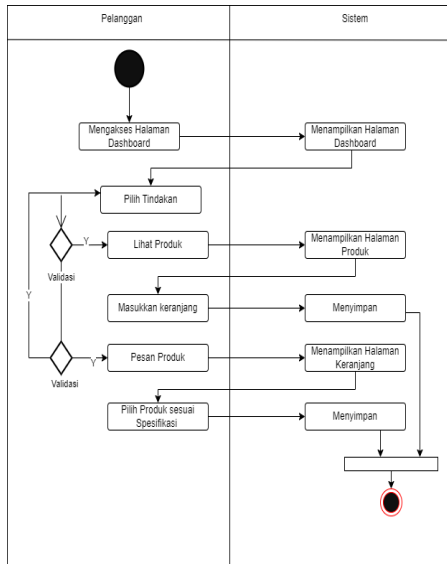 Pelanggan
Sistem
Mengakses Halaman
Dashboard
Menampilkan Halaman
Dashboard
Pilih Tindakan
Y
Lihat Produk
Menampilkan Halaman
Produk
Validasi
Y
Masukkan keranjang
Menyimpan
Y
Pesan Produk
Menampilkan Halaman
Keranjang
Validasi
Pilih Produk sesuai
Spesifikasi
Menyimpan